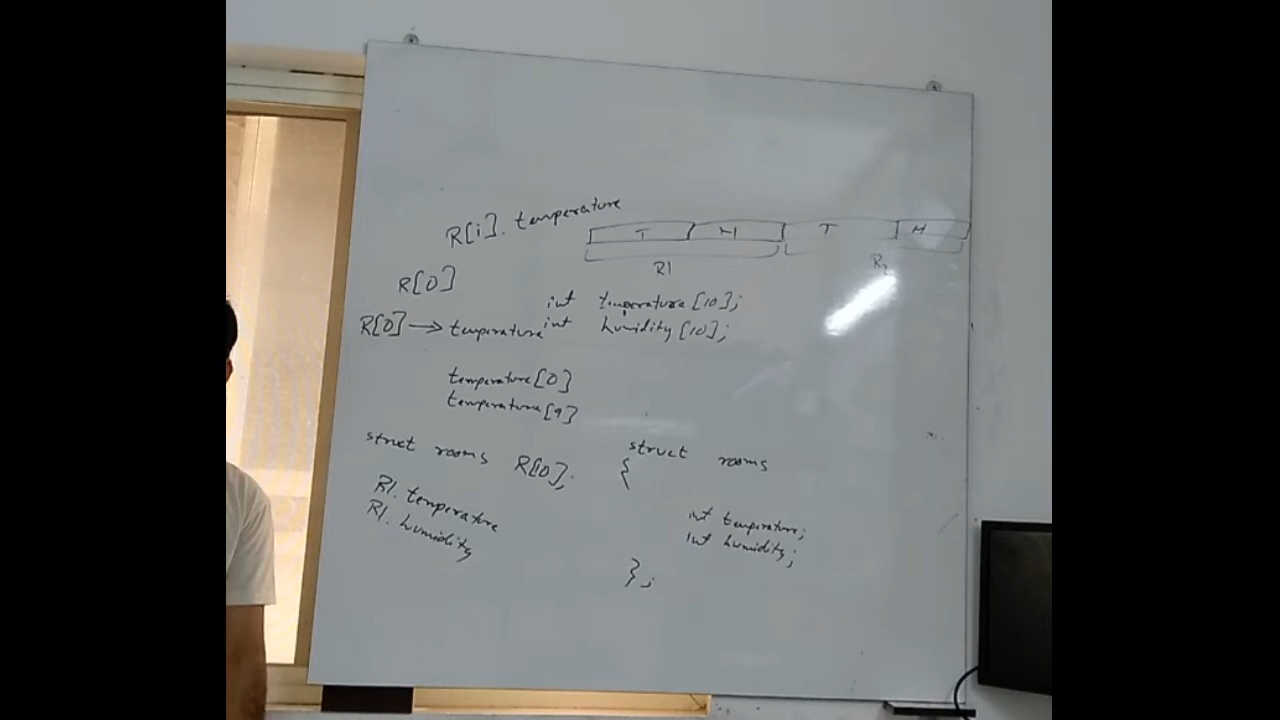 R[i].temperature
T H T H
R1 R2
R[0]
int temperature[10];
R[0] → temperature
int humidity[10];
temperature[0]
temperature[9]
struct rooms R[10];
R1.temperature
R1.humidity
struct rooms
{
int temperature;
int humidity;
};